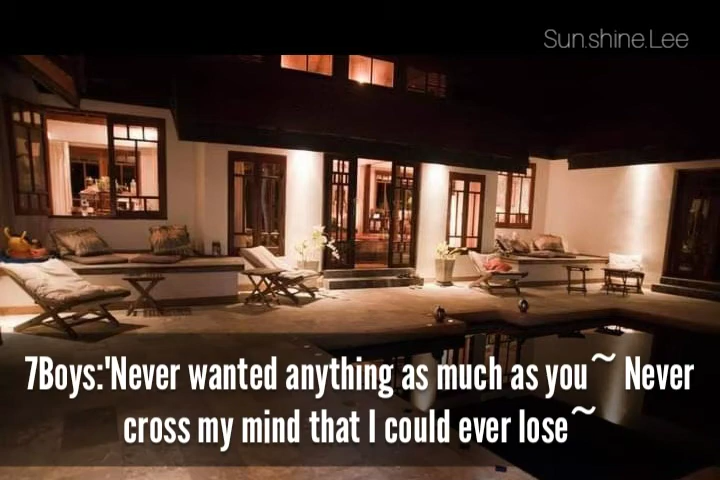 Sun.shine.Lee
7Boys:"Never wanted anything as much as you~ Never
cross my mind that I could ever lose~